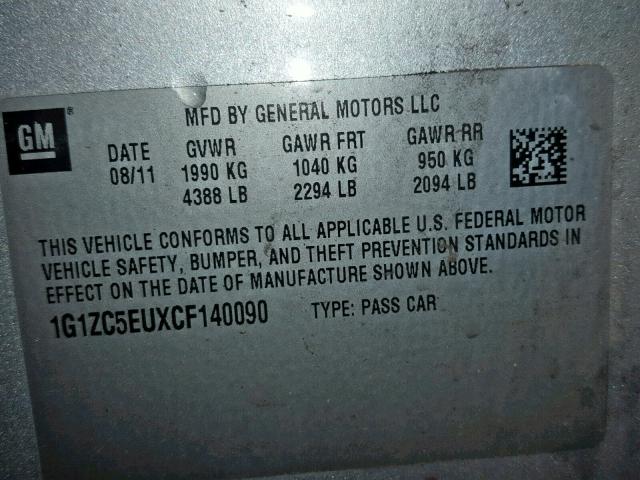 GM®
MFD BY GENERAL MOTORS LLC
DATE GVWR GAWR FRT GAWR RR
08/11 1990 KG 1040 KG 950 KG
4388 LB 2294 LB 2094 LB
THIS VEHICLE CONFORMS TO ALL APPLICABLE U.S. FEDERAL MOTOR
VEHICLE SAFETY, BUMPER, AND THEFT PREVENTION STANDARDS IN
EFFECT ON THE DATE OF MANUFACTURE SHOWN ABOVE.
1G1ZC5EUXCF140090 TYPE: PASS CAR